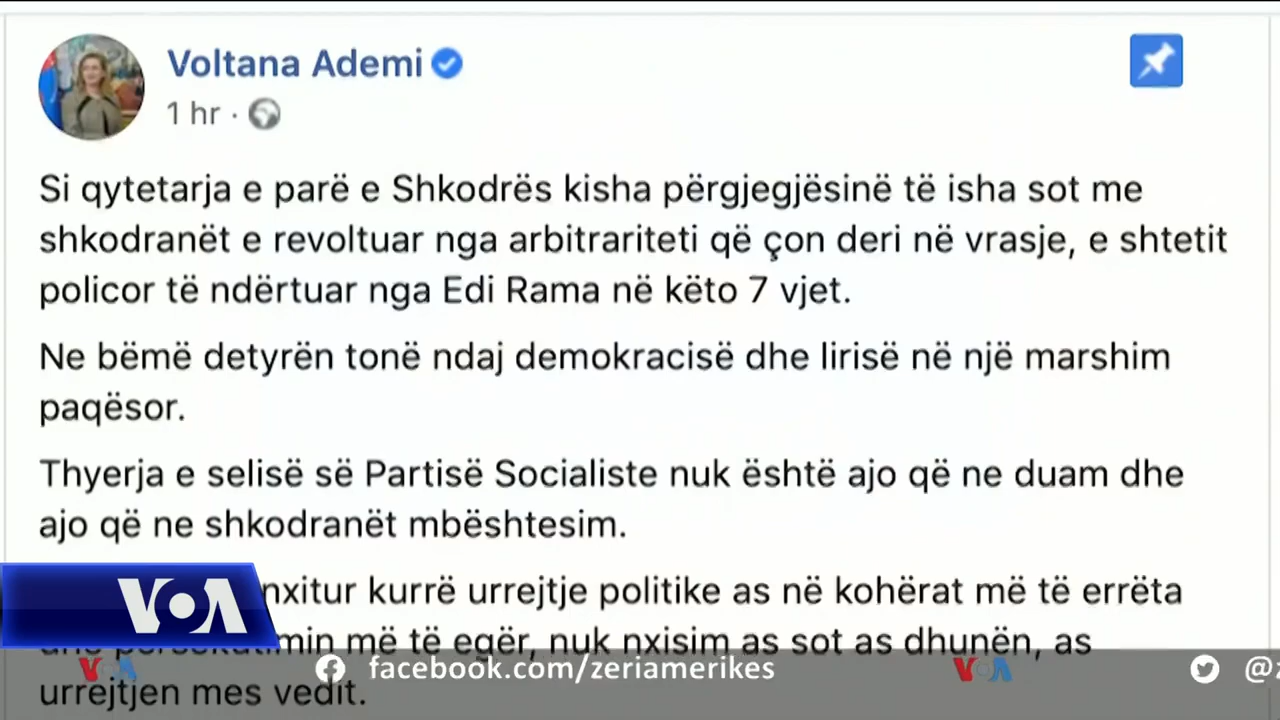 Voltana Ademi
1 hr ·
Si qytetarja e parë e Shkodrës kisha përgjegjësinë të isha sot me
shkodranët e revoltuar nga arbitrariteti që çon deri në vrasje, e shtetit
policor të ndërtuar nga Edi Rama në këto 7 vjet.
Ne bëmë detyrën tonë ndaj demokracisë dhe lirisë në një marshim
paqësor.
Thyerja e selisë së Partisë Socialiste nuk është ajo që ne duam dhe
ajo që ne shkodranët mbështesim.
nxitur kurrë urrejtje politike as në kohërat më të errëta
VOA
më të egër, nuk nxisim as sot as dhunën, as
VOA facebook.com/zeriamerikes VOA
urrejtjen mes vedit.